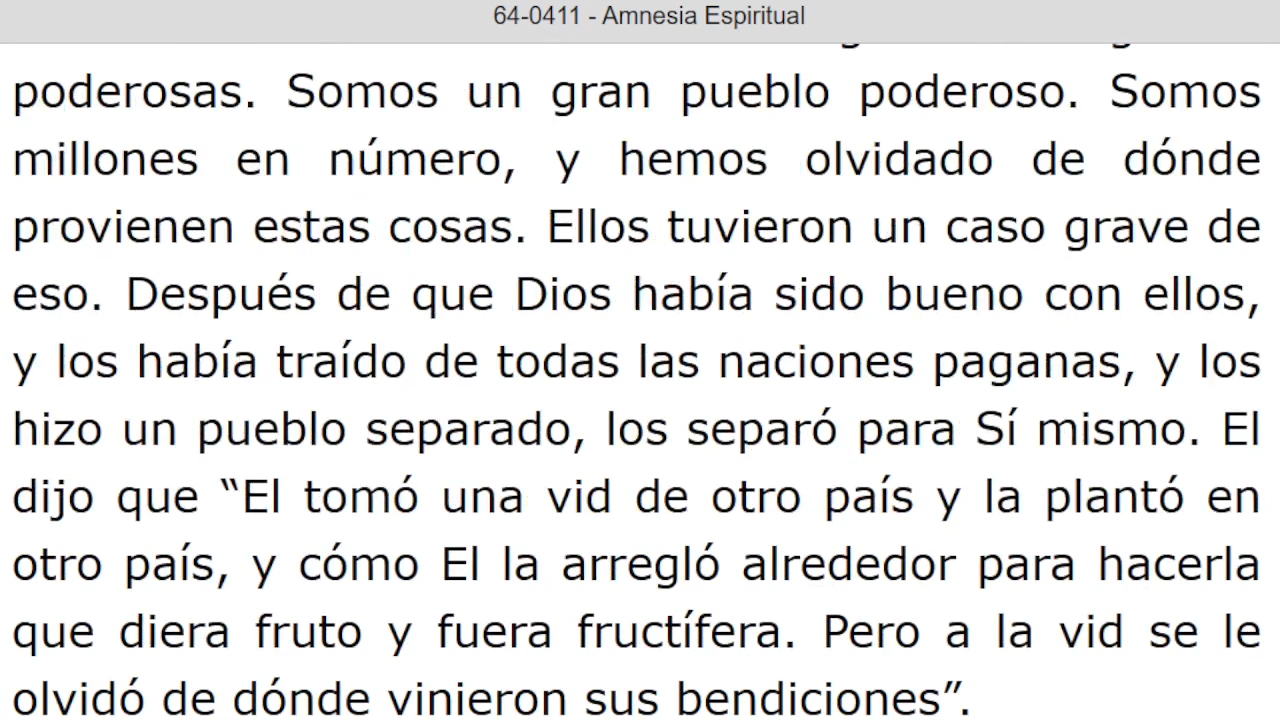 64-0411 - Amnesia Espiritual
poderosas. Somos un gran pueblo poderoso. Somos
millones en número, y hemos olvidado de dónde
provienen estas cosas. Ellos tuvieron un caso grave de
eso. Después de que Dios había sido bueno con ellos,
y los había traído de todas las naciones paganas, y los
hizo un pueblo separado, los separó para Sí mismo. El
dijo que “El tomó una vid de otro país y la plantó en
otro país, y cómo El la arregló alrededor para hacerla
que diera fruto y fuera fructífera. Pero a la vid se le
olvidó de dónde vinieron sus bendiciones”.